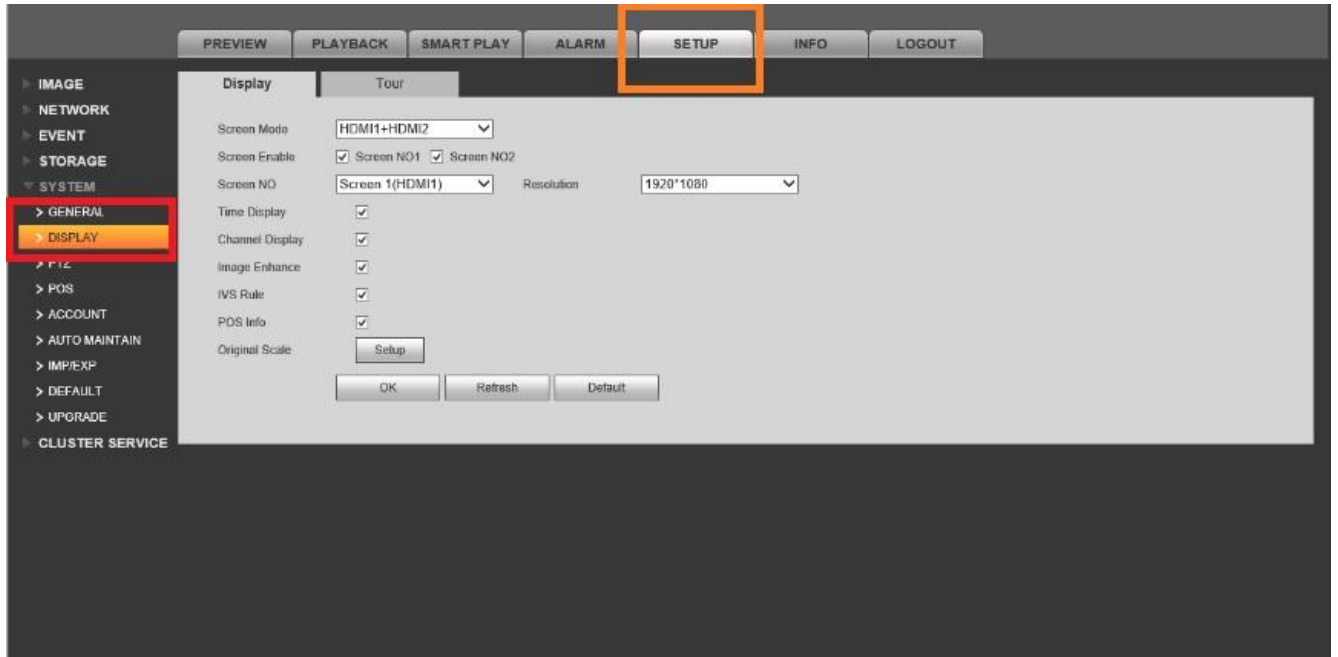 PREVIEW PLAYBACK SMART PLAY ALARM SETUP INFO LOGOUT
IMAGE
NETWORK
EVENT
STORAGE
SYSTEM
> GENERAL
> DISPLAY
> PTZ
> POS
> ACCOUNT
> AUTO MAINTAIN
> IMP/EXP
> DEFAULT
> UPGRADE
CLUSTER SERVICE
Display Tour
Screen Mode HDMI1+HDMI2
Screen Enable Screen NO1 Screen NO2
Screen NO Screen 1(HDMI1) Resolution 1920*1080
Time Display
Channel Display
Image Enhance
IVS Rule
POS Info
Original Scale Setup
OK Refresh Default